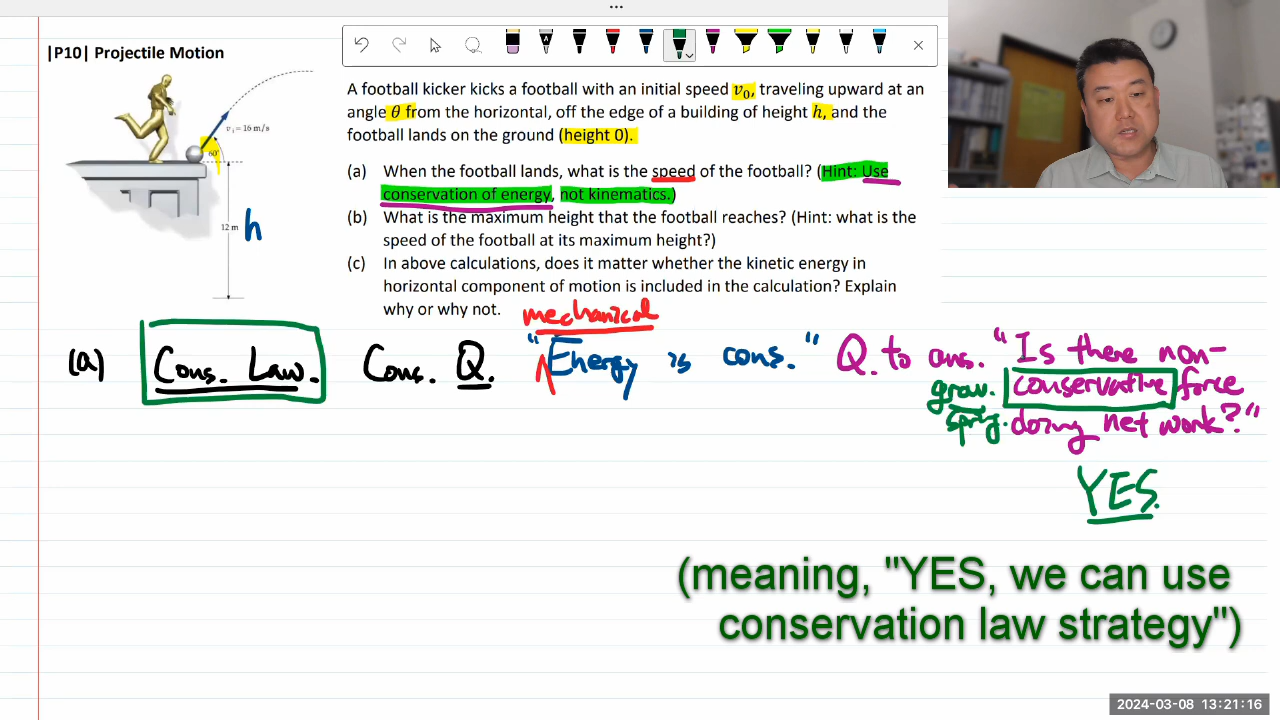 |P10| Projectile Motion
v₁ = 16 m/s
60°
12 m
h
A football kicker kicks a football with an initial speed v₀, traveling upward at an
angle θ from the horizontal, off the edge of a building of height h, and the
football lands on the ground (height 0).
(a) When the football lands, what is the speed of the football? (Hint: Use
conservation of energy, not kinematics.)
(b) What is the maximum height that the football reaches? (Hint: what is the
speed of the football at its maximum height?)
(c) In above calculations, does it matter whether the kinetic energy in
horizontal component of motion is included in the calculation? Explain
why or why not.
mechanical
(a) Cons. Law. Cons. Q. "Energy is cons." Q. to ans. "Is there non-
grav. conservative force
spring. doing net work?"
YES.
(meaning, "YES, we can use
conservation law strategy")
2024-03-08 13:21:16